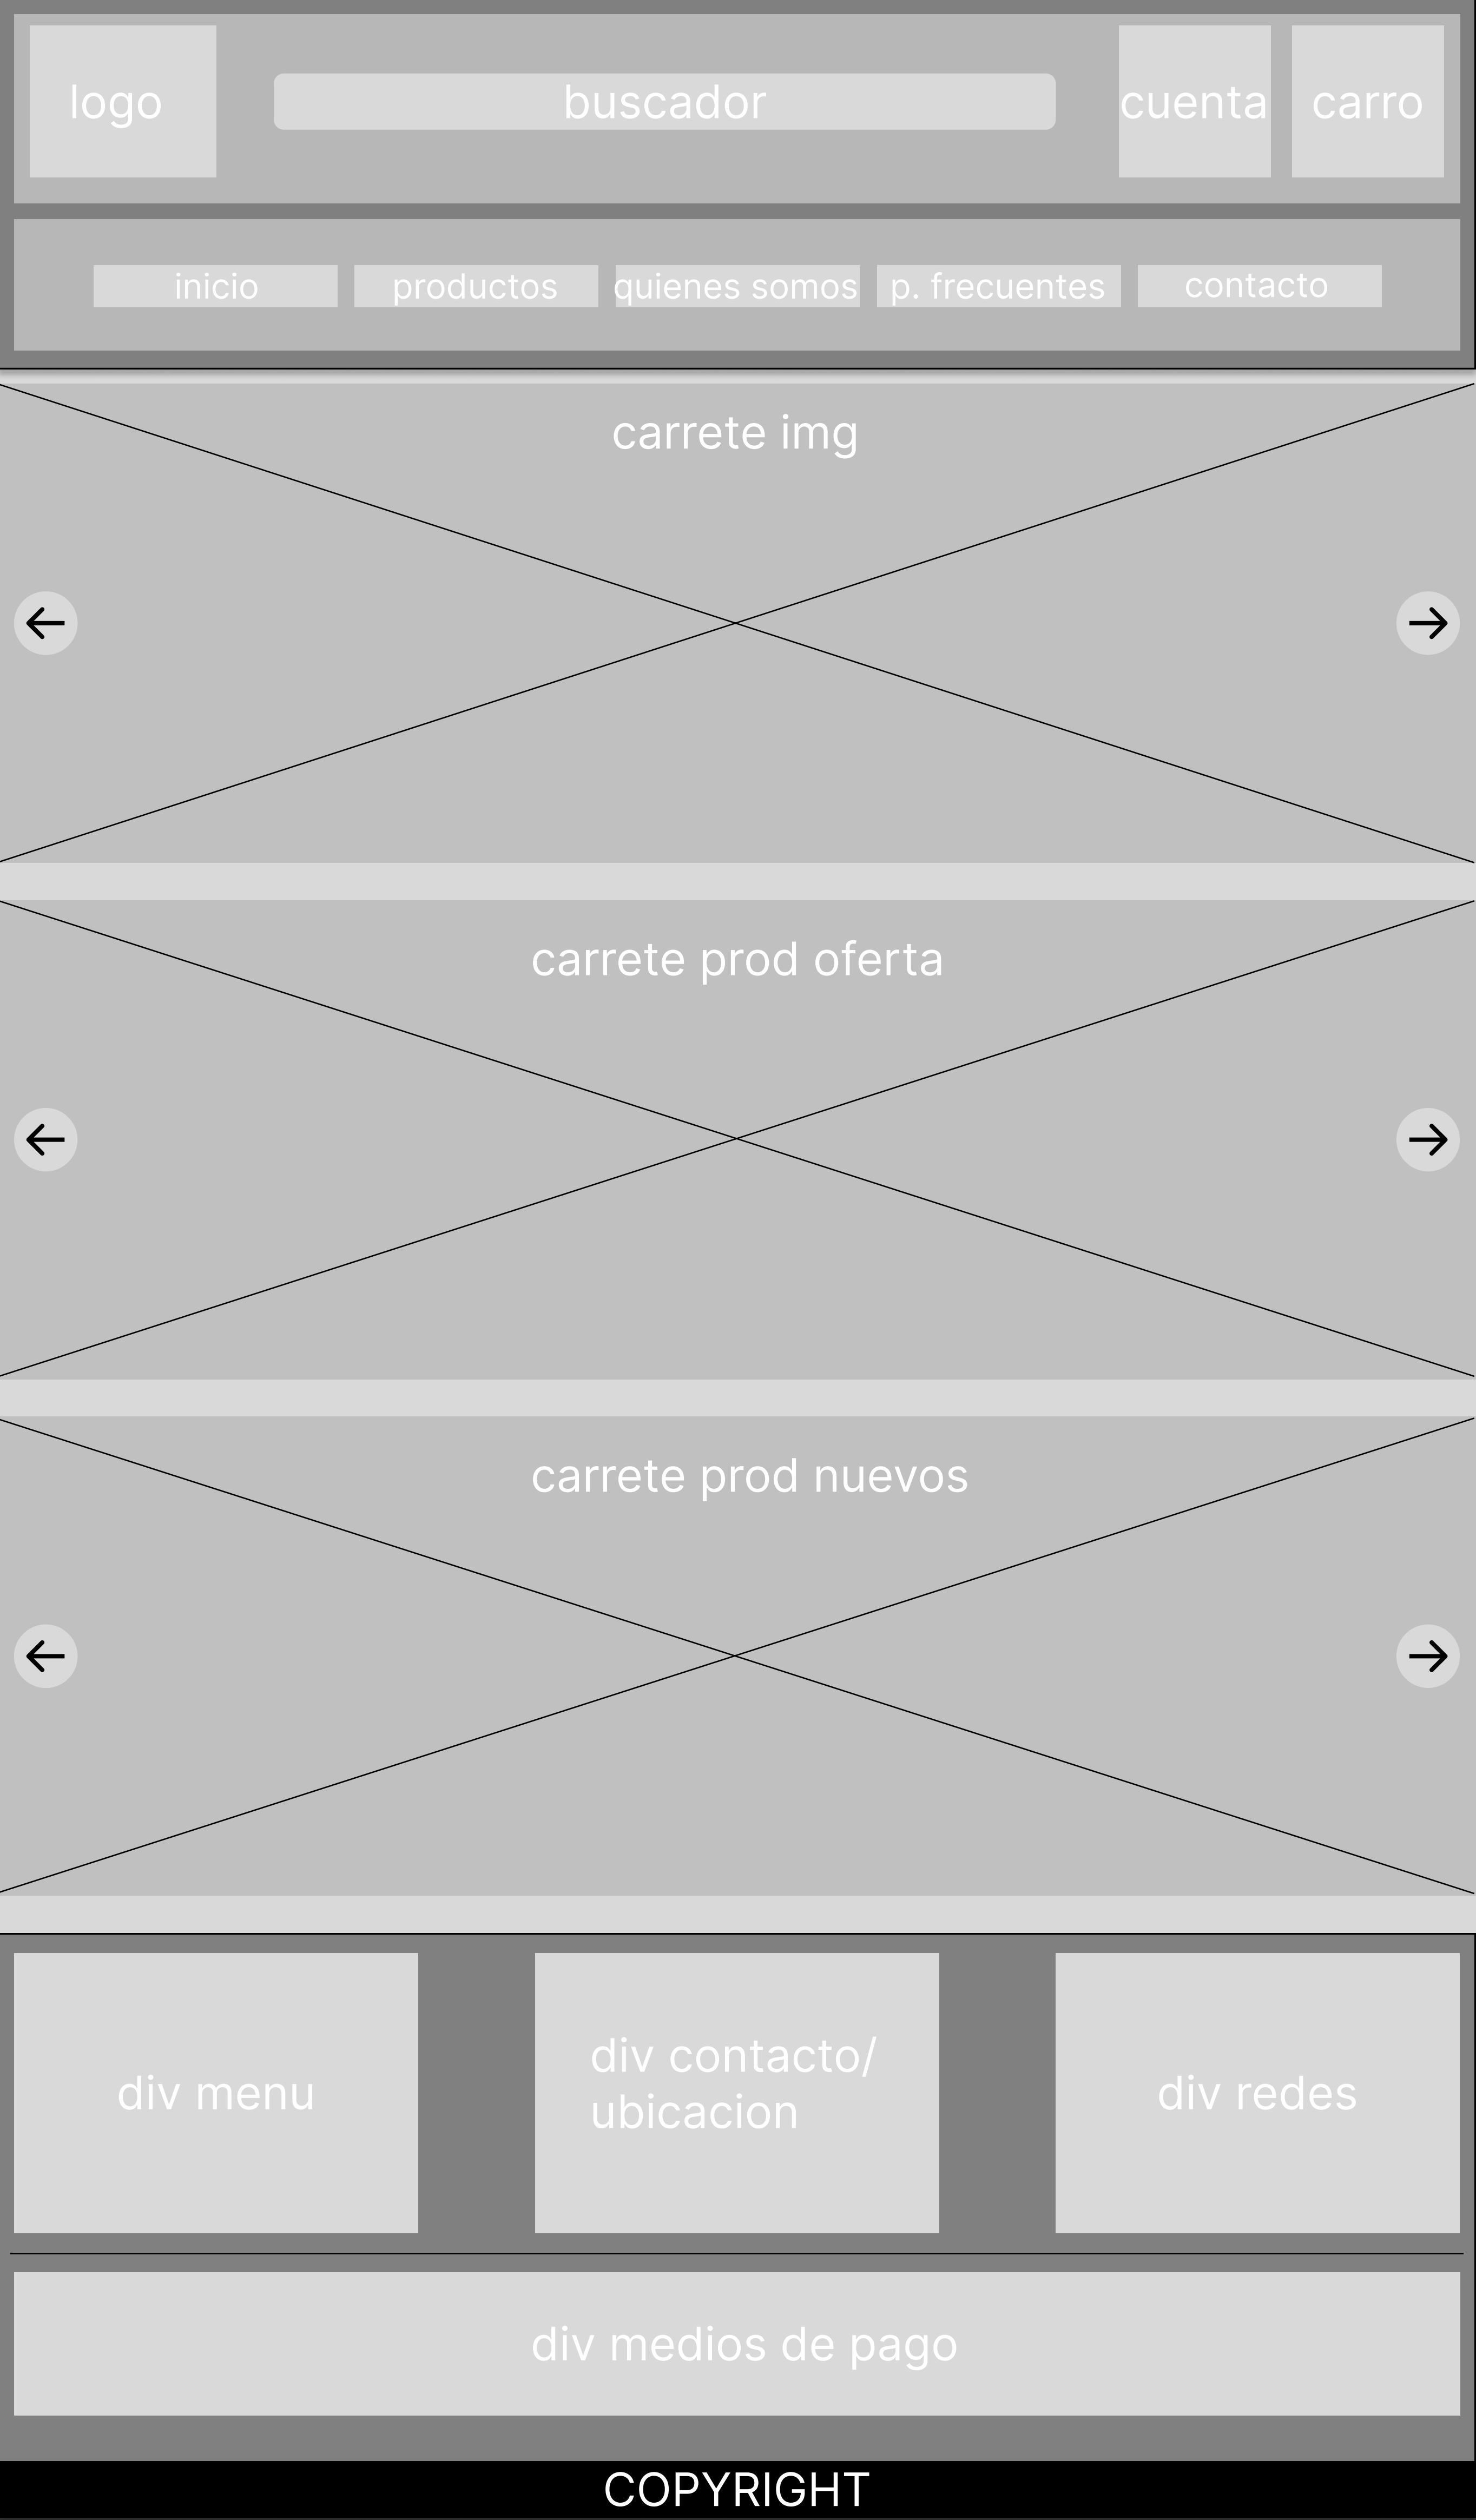 logo
buscador
cuenta
carro
inicio
productos
quienes somos
p. frecuentes
contacto
carrete img
carrete prod oferta
carrete prod nuevos
div menu
div contacto/
ubicacion
div redes
div medios de pago
COPYRIGHT